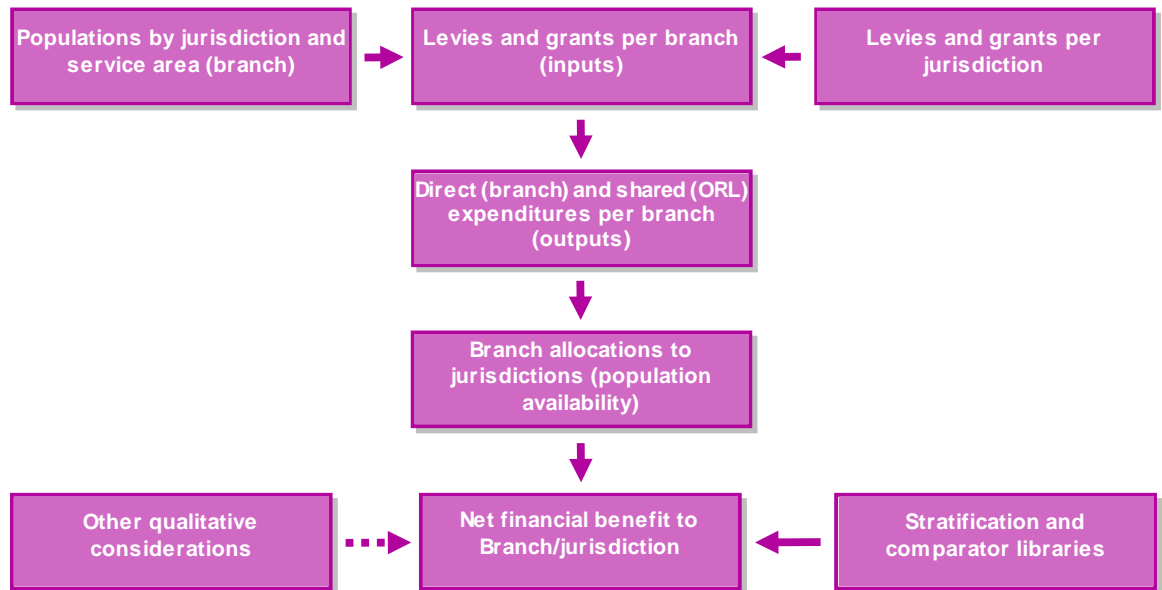 Populations by jurisdiction and
service area (branch)
Levies and grants per branch
(inputs)
Levies and grants per
jurisdiction
Direct (branch) and shared (ORL)
expenditures per branch
(outputs)
Branch allocations to
jurisdictions (population
availability)
Other qualitative
considerations
Net financial benefit to
Branch/jurisdiction
Stratification and
comparator libraries